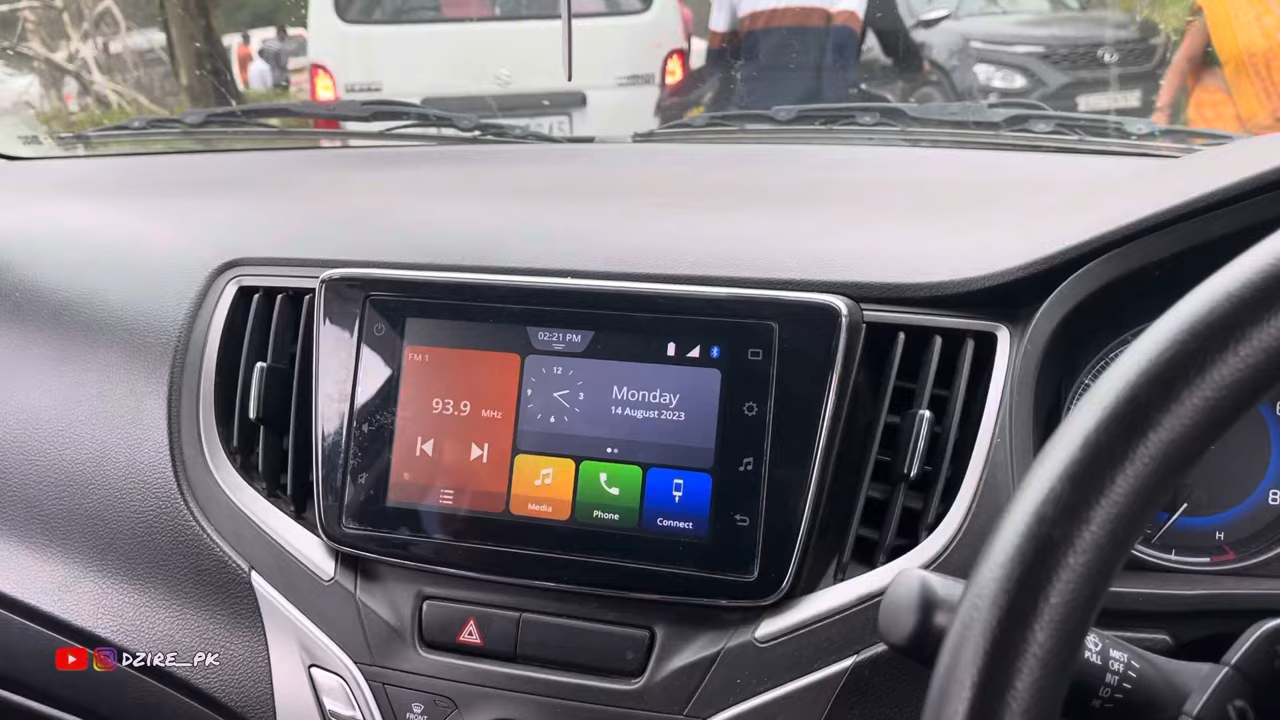 02:21 PM
FM 1
93.9 MHz
12
3
6
9
Monday
14 August 2023
Media
Phone
Connect
H
8
PULL
MIST
OFF
INT
LO
FRONT
DZIRE_PK